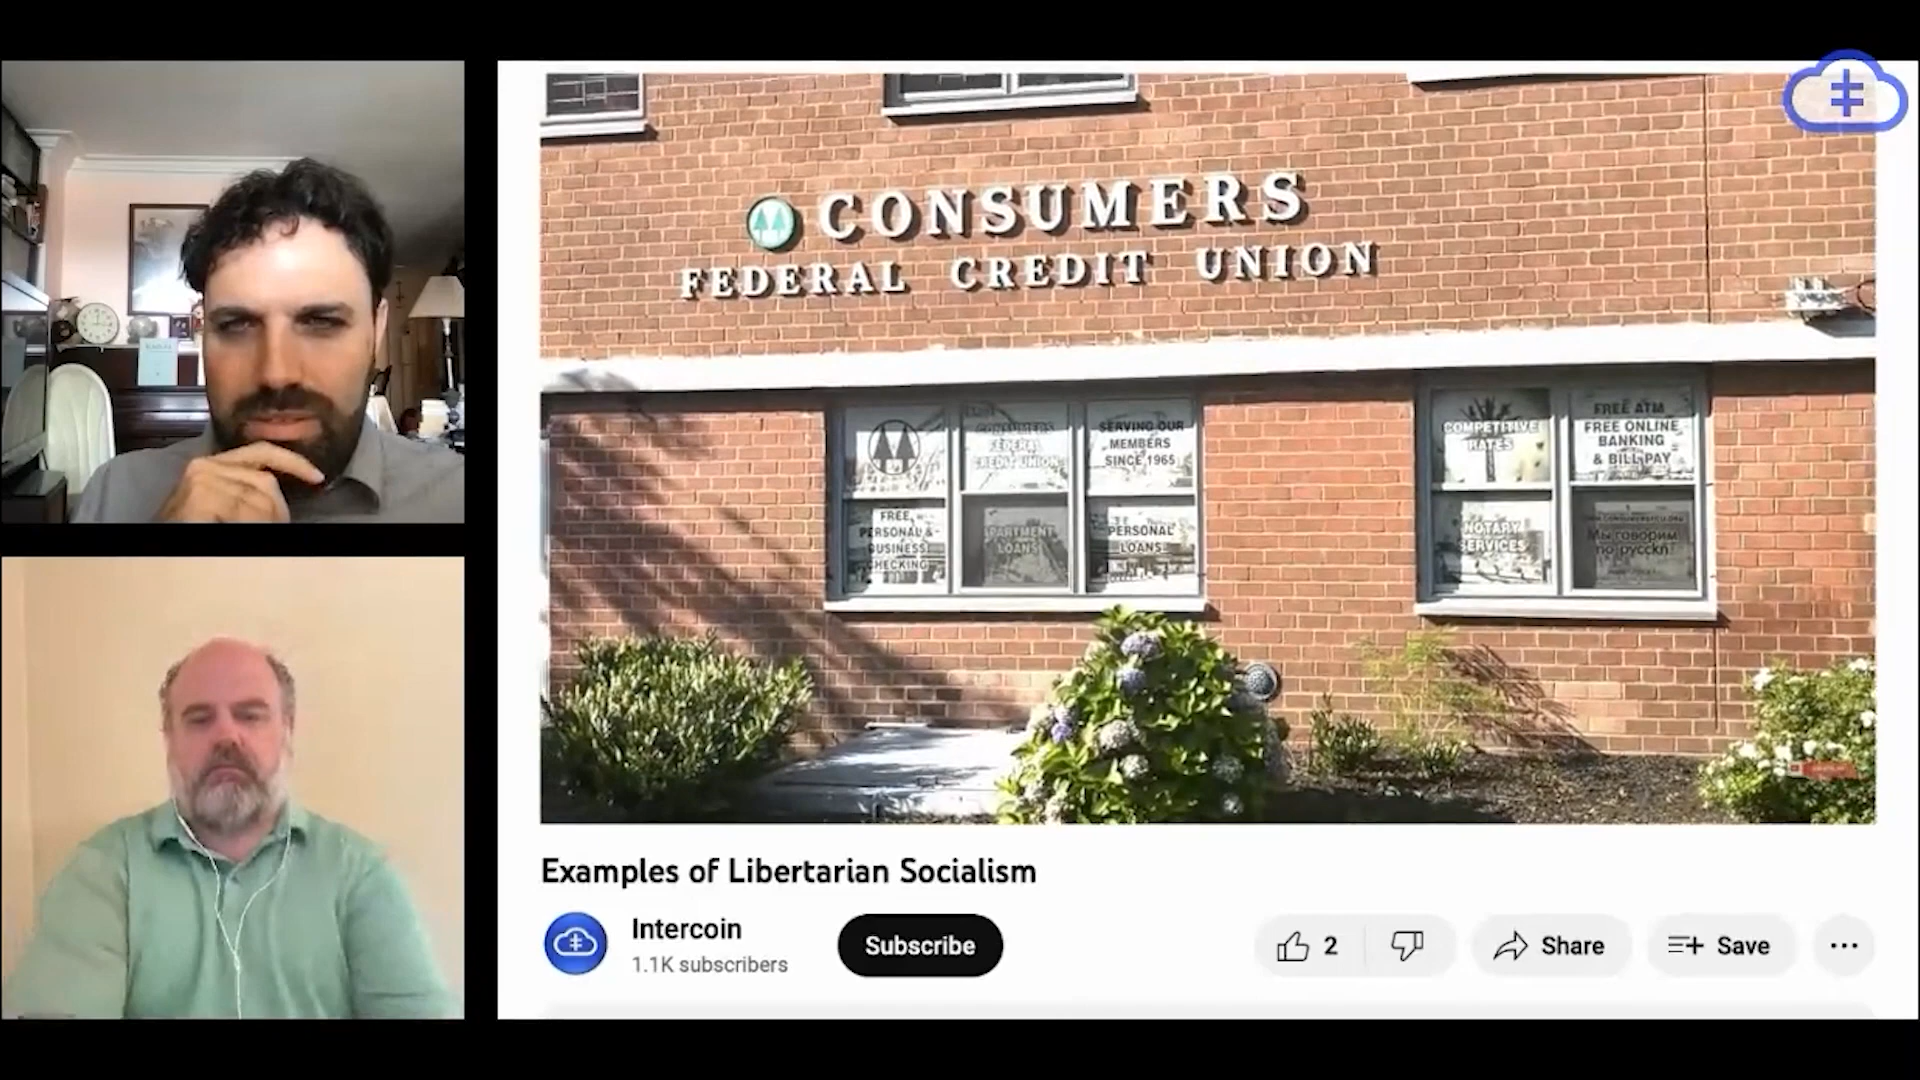 CONSUMERS
FEDERAL CREDIT UNION
CONSUMERS
FEDERAL
CREDIT UNION
SERVING OUR
MEMBERS
SINCE 1965
FREE
PERSONAL &
BUSINESS
CHECKING
APARTMENT
LOANS
PERSONAL
LOANS
COMPETITIVE
RATES
FREE ATM
FREE ONLINE
BANKING
& BILL PAY
NOTARY
SERVICES
Мы говорим
по русски!
Examples of Libertarian Socialism
Intercoin
1.1K subscribers
Subscribe
2
Share
Save